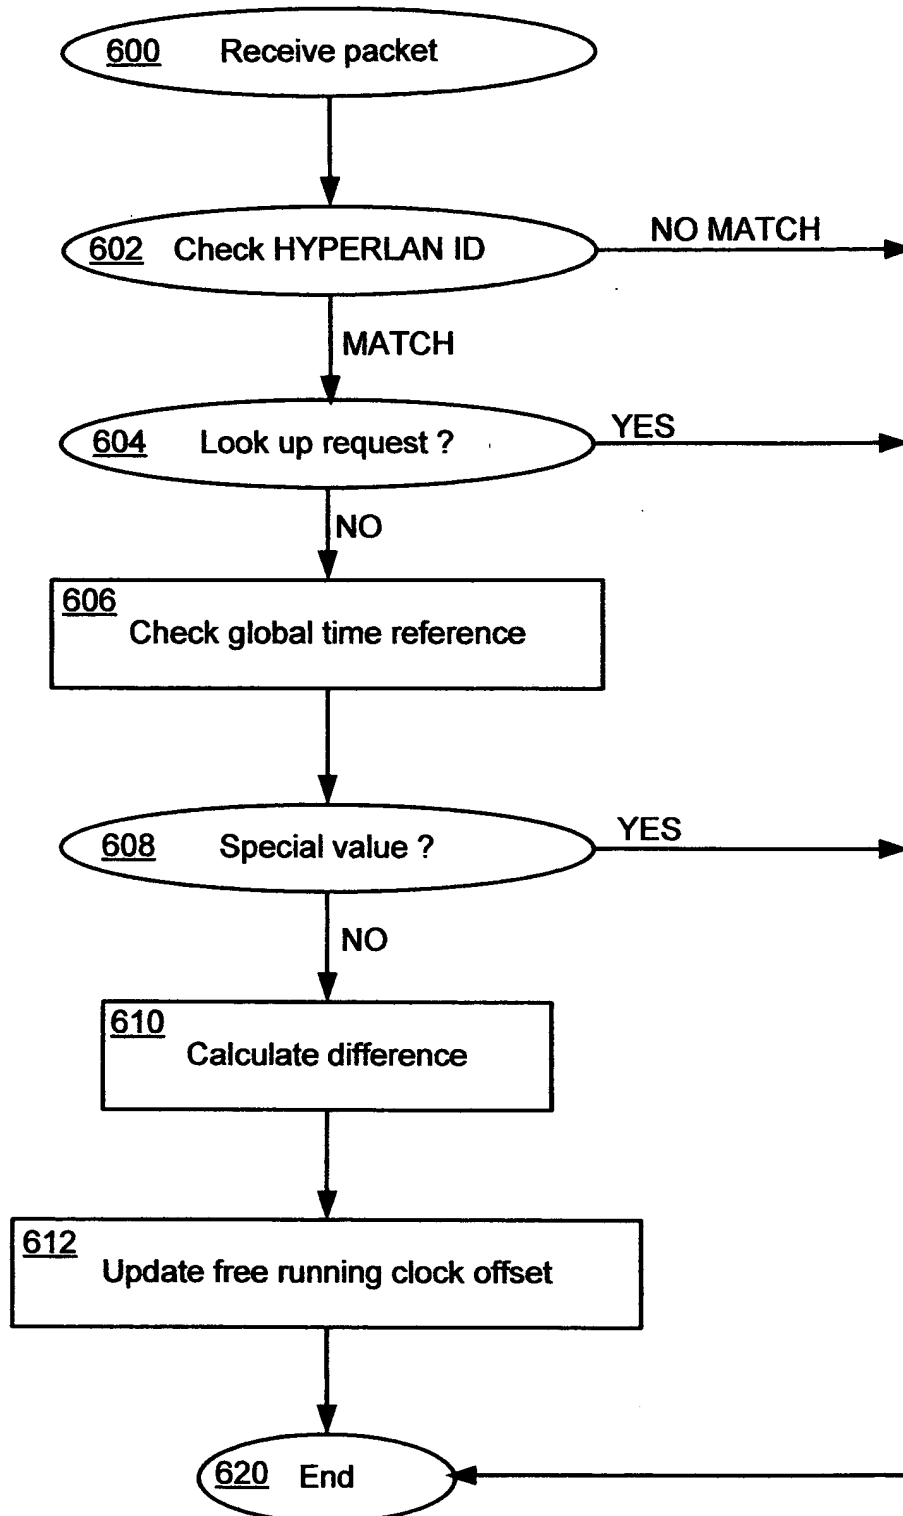 600 Receive packet
602 Check HYPERLAN ID
NO MATCH
MATCH
604 Look up request ?
YES
NO
606
Check global time reference
608 Special value ?
YES
NO
610
Calculate difference
612
Update free running clock offset
620 End